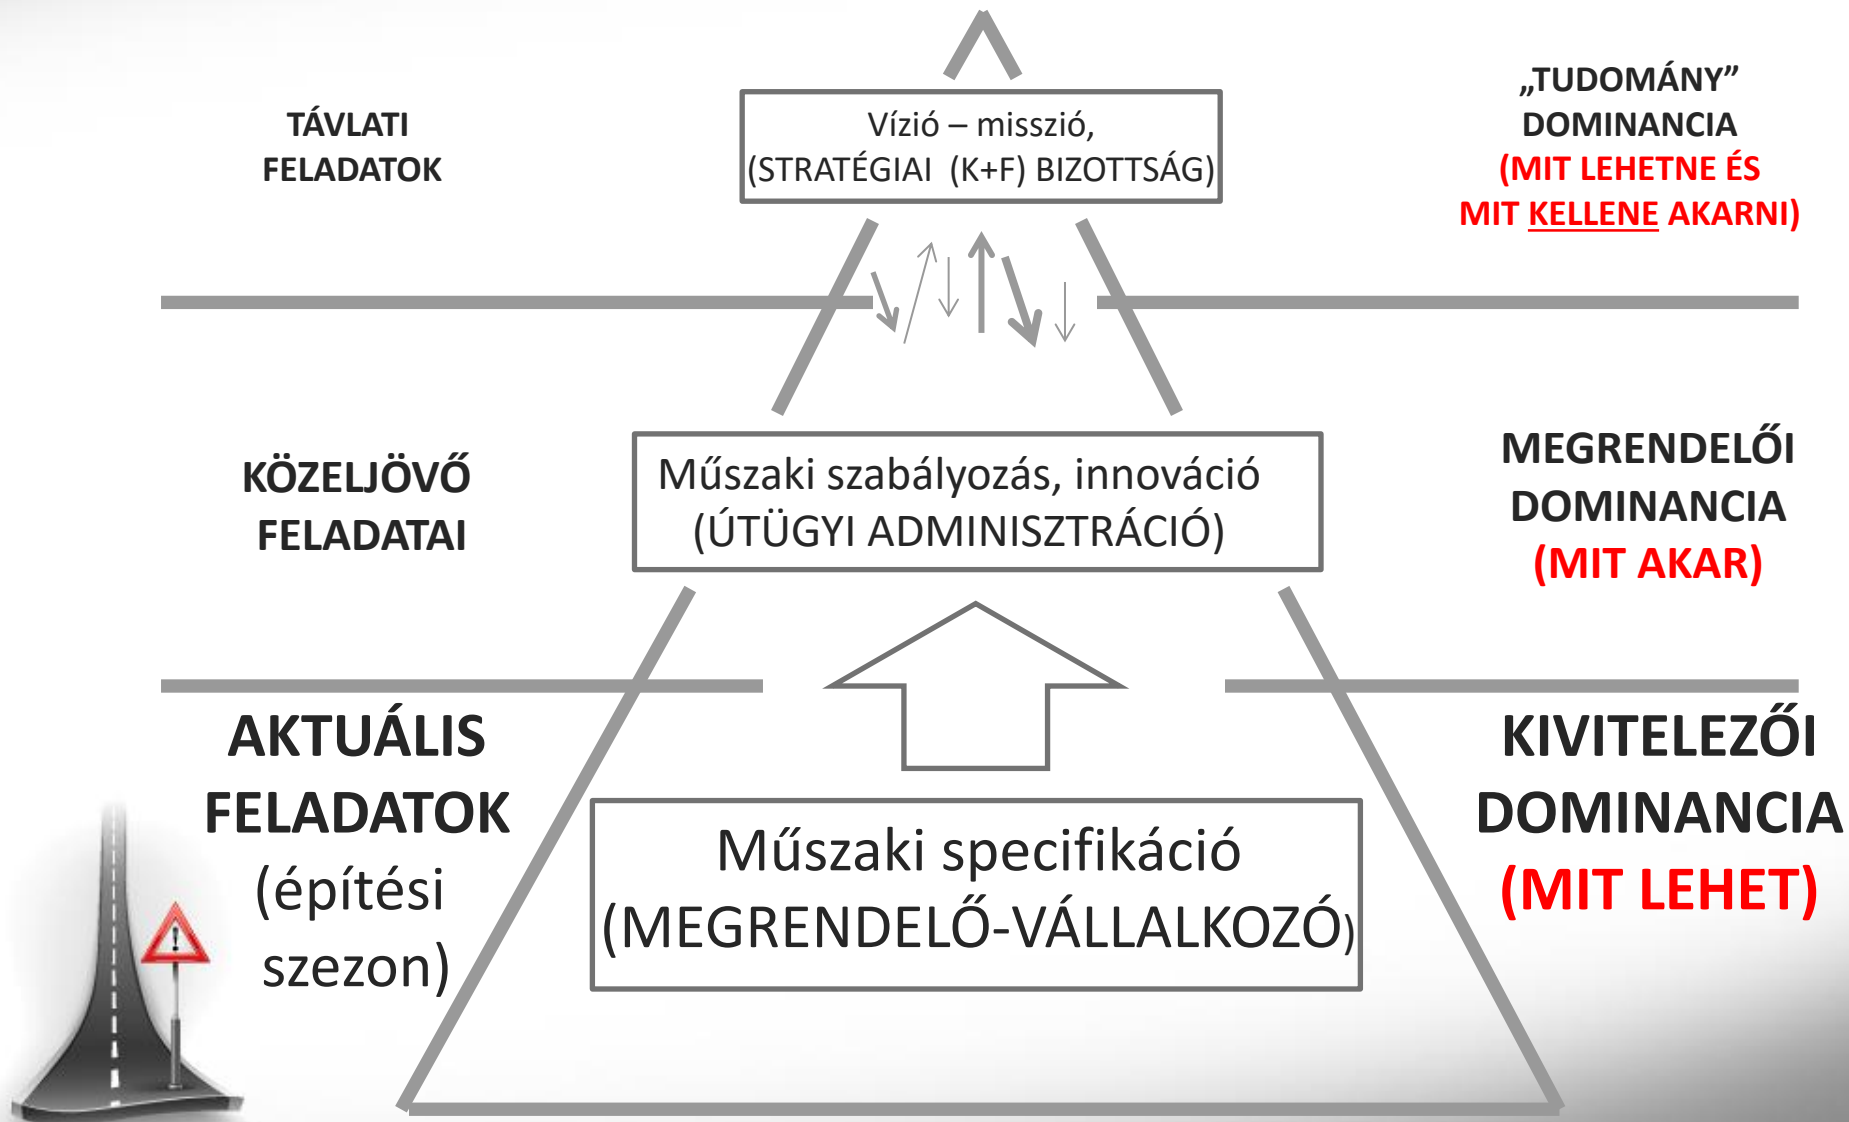 TÁVLATI
FELADATOK
Vízió – misszió,
(STRATÉGIAI (K+F) BIZOTTSÁG)
„TUDOMÁNY”
DOMINANCIA
(MIT LEHETNE ÉS
MIT KELLENE AKARNI)
KÖZELJÖVŐ
FELADATAI
Műszaki szabályozás, innováció
(ÚTÜGYI ADMINISZTRÁCIÓ)
MEGRENDELŐI
DOMINANCIA
(MIT AKAR)
AKTUÁLIS
FELADATOK
(építési
szezon)
Műszaki specifikáció
(MEGRENDELŐ-VÁLLALKOZÓ)
KIVITELEZŐI
DOMINANCIA
(MIT LEHET)